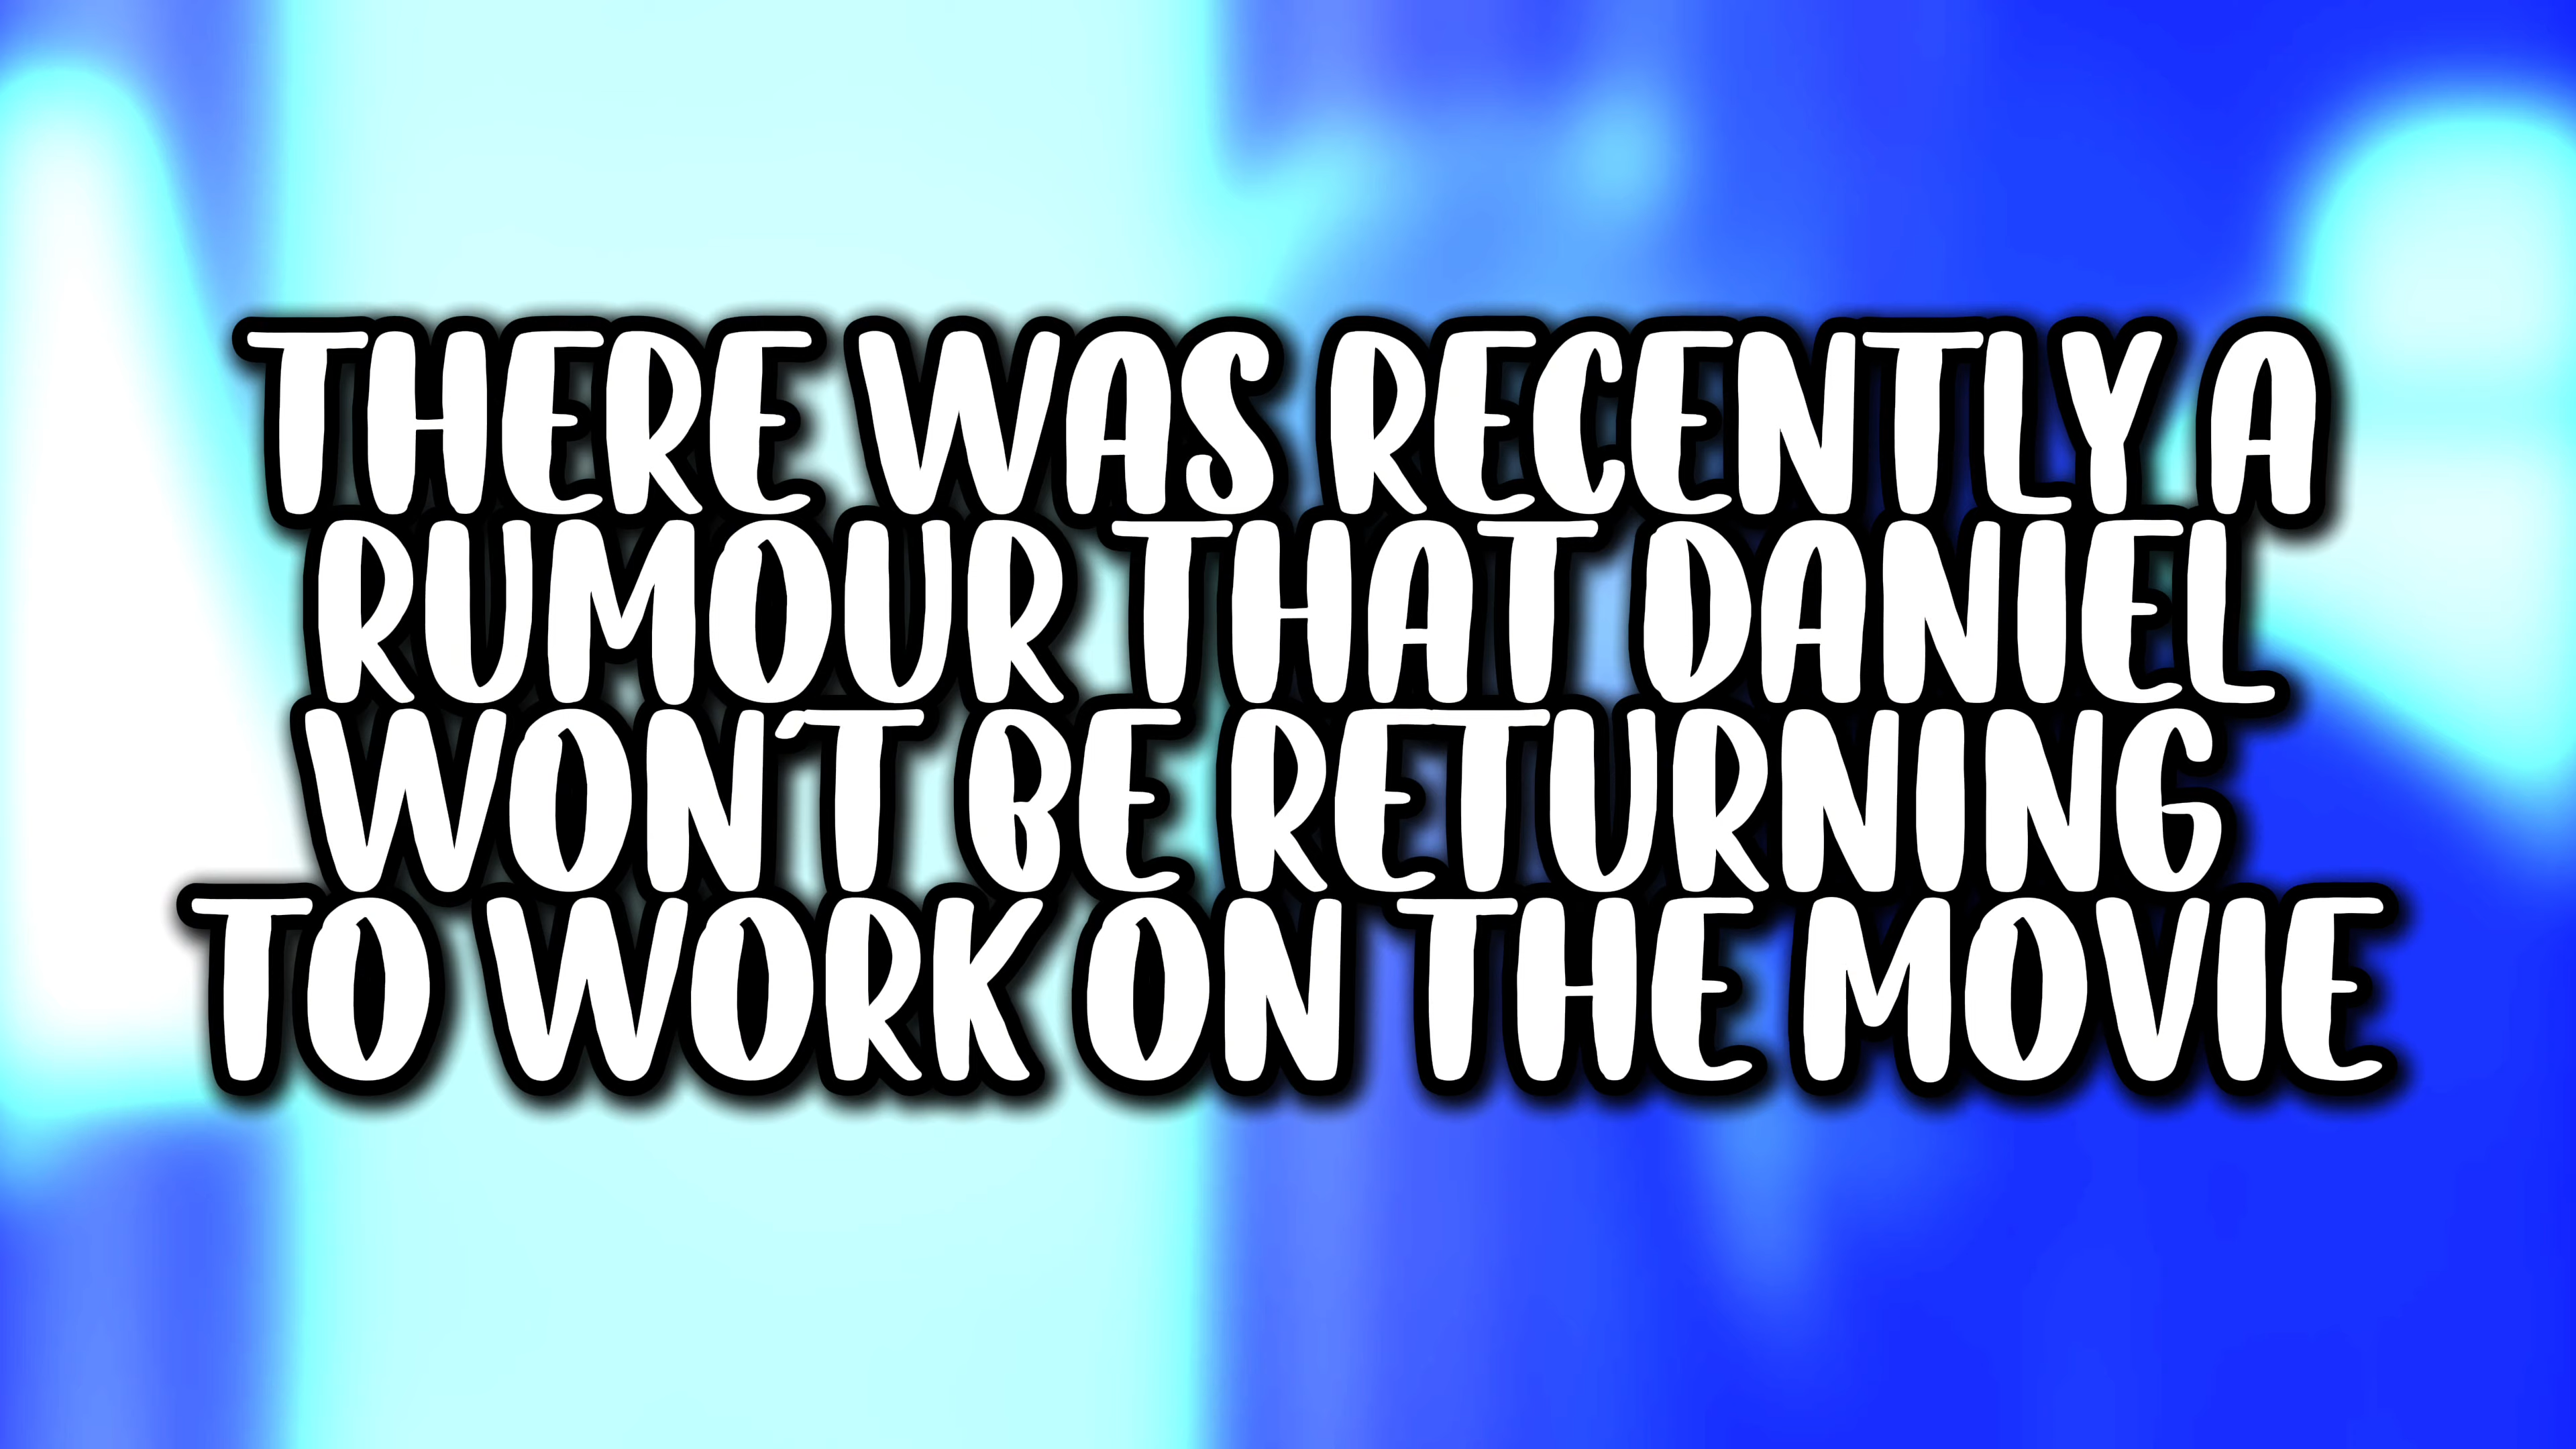 THERE WAS RECENTLY A
RUMOUR THAT DANIEL
WON'T BE RETURNING
TO WORK ON THE MOVIE